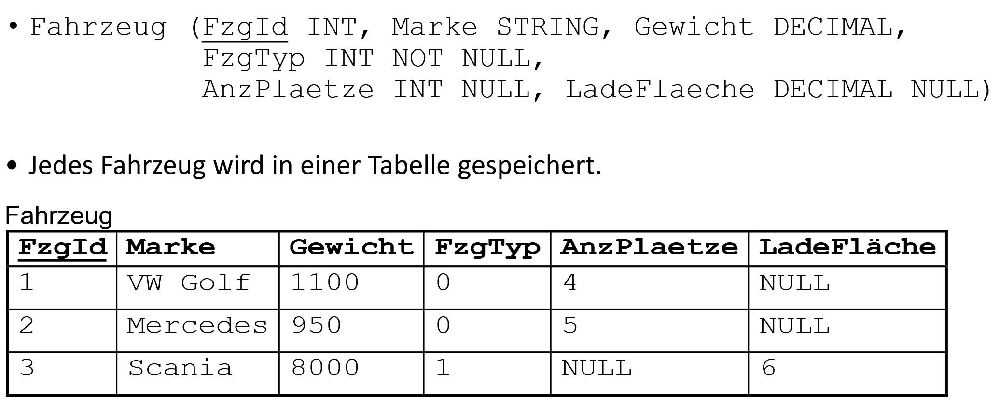 • Fahrzeug (FzgId INT, Marke STRING, Gewicht DECIMAL,
FzgTyp INT NOT NULL,
AnzPlaetze INT NULL, LadeFlaeche DECIMAL NULL)
• Jedes Fahrzeug wird in einer Tabelle gespeichert.
Fahrzeug
FzgId Marke Gewicht FzgTyp AnzPlaetze LadeFläche
1 VW Golf 1100 0 4 NULL
2 Mercedes 950 0 5 NULL
3 Scania 8000 1 NULL 6